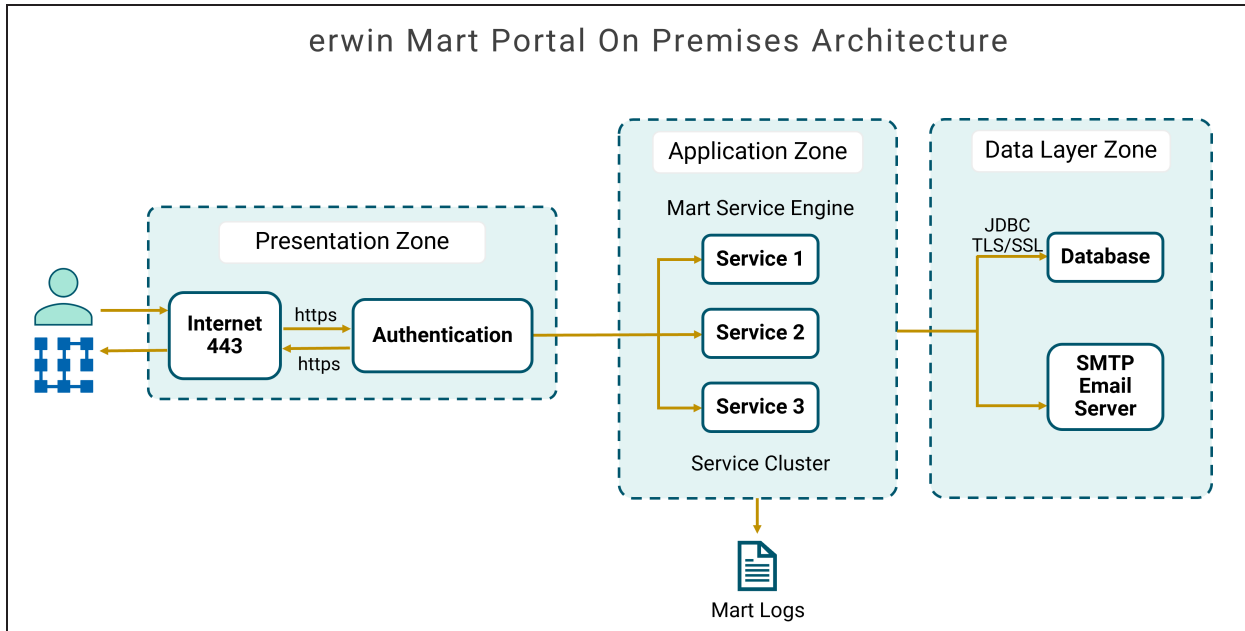 erwin Mart Portal On Premises Architecture
Presentation Zone
Internet
443
https
https
Authentication
Application Zone
Mart Service Engine
Service 1
Service 2
Service 3
Service Cluster
Mart Logs
Data Layer Zone
JDBC
TLS/SSL
Database
SMTP
Email
Server